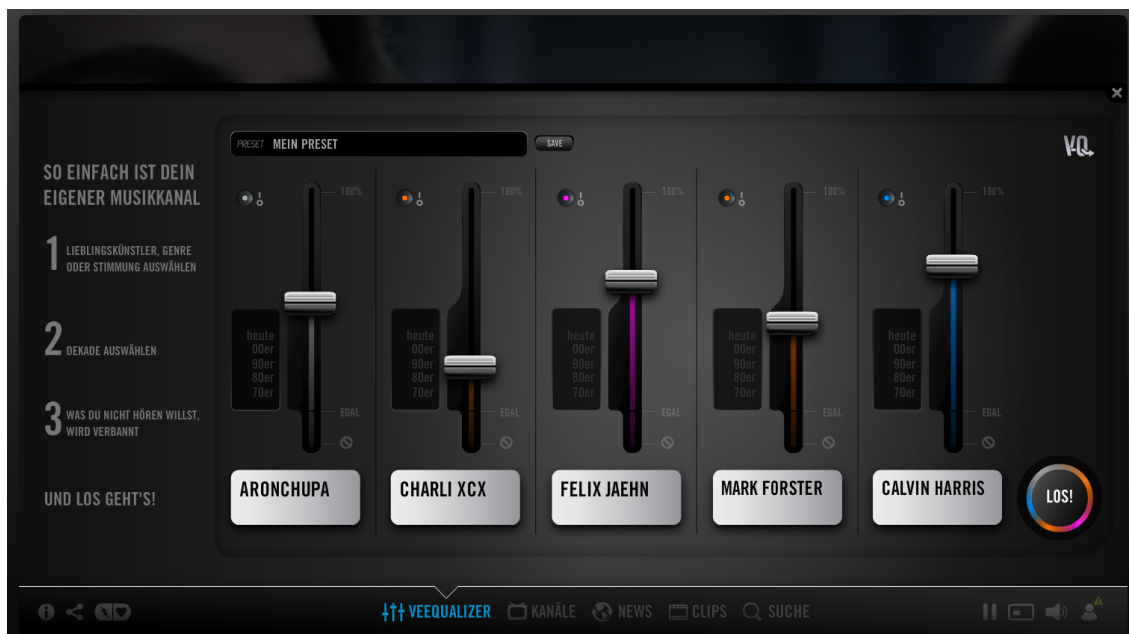 PRESET MEIN PRESET
SAVE
V-Q
SO EINFACH IST DEIN
EIGENER MUSIKKANAL
1 LIEBLINGSKÜNSTLER, GENRE
ODER STIMMUNG AUSWÄHLEN
2 DEKADE AUSWÄHLEN
3 WAS DU NICHT HÖREN WILLST,
WIRD VERBANNT
UND LOS GEHT'S!
I
O
100%
heute
00er
90er
80er
70er
EGAL
ARONCHUPA
I
O
100%
heute
00er
90er
80er
70er
EGAL
CHARLI XCX
I
O
100%
heute
00er
90er
80er
70er
EGAL
FELIX JAEHN
I
O
100%
heute
00er
90er
80er
70er
EGAL
MARK FORSTER
I
O
100%
heute
00er
90er
80er
70er
EGAL
CALVIN HARRIS
LOS!
VEEQUALIZER KANÄLE NEWS CLIPS SUCHE